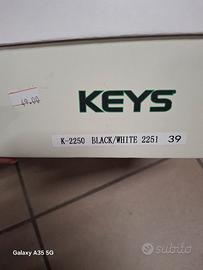 49.00
KEYS
K-2250 BLACK/WHITE 2251 39
Galaxy A35 5G
subito